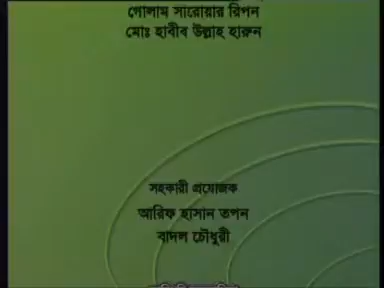 গোলাম সারোয়ার রিপন
মোঃ হাবীব উল্লাহ হারুন
সহকারী প্রযোজক
আরিফ হাসান তপন
বাদল চৌধুরী